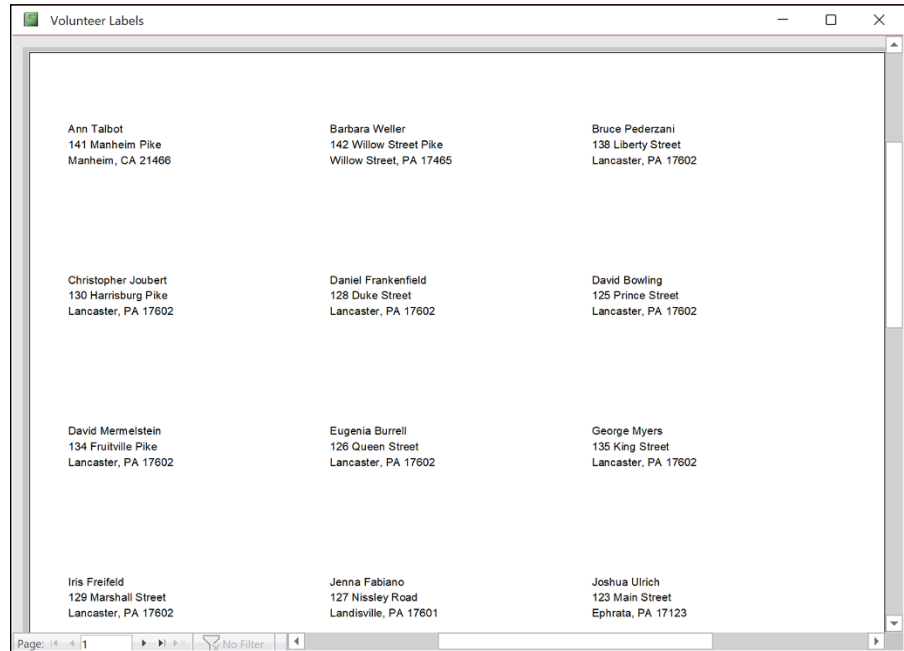 Volunteer Labels
Ann Talbot
141 Manheim Pike
Manheim, CA 21466
Barbara Weller
142 Willow Street Pike
Willow Street, PA 17465
Bruce Pederzani
138 Liberty Street
Lancaster, PA 17602
Christopher Joubert
130 Harrisburg Pike
Lancaster, PA 17602
Daniel Frankenfield
128 Duke Street
Lancaster, PA 17602
David Bowling
125 Prince Street
Lancaster, PA 17602
David Mermelstein
134 Fruitville Pike
Lancaster, PA 17602
Eugenia Burrell
126 Queen Street
Lancaster, PA 17602
George Myers
135 King Street
Lancaster, PA 17602
Iris Freifeld
129 Marshall Street
Lancaster, PA 17602
Jenna Fabiano
127 Nissley Road
Landisville, PA 17601
Joshua Ulrich
123 Main Street
Ephrata, PA 17123
Page: 1 No Filter